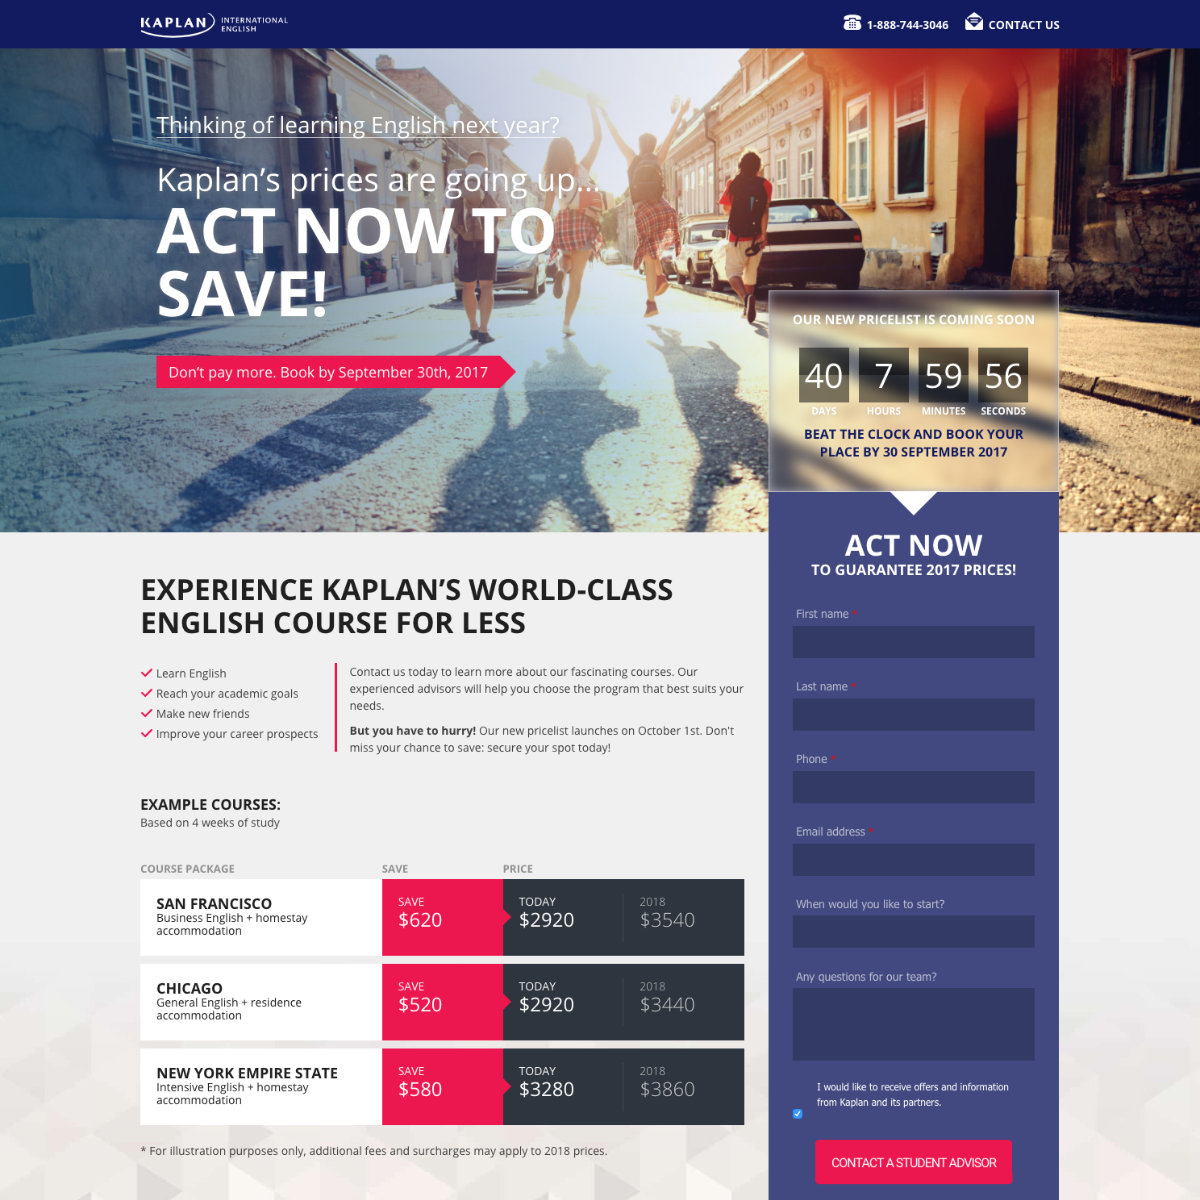 KAPLAN INTERNATIONAL
ENGLISH
1-888-744-3046 CONTACT US
Thinking of learning English next year?
Kaplan's prices are going up...
ACT NOW TO
SAVE!
Don't pay more. Book by September 30th, 2017
OUR NEW PRICELIST IS COMING SOON
40 7 59 56
DAYS HOURS MINUTES SECONDS
BEAT THE CLOCK AND BOOK YOUR
PLACE BY 30 SEPTEMBER 2017
EXPERIENCE KAPLAN'S WORLD-CLASS
ENGLISH COURSE FOR LESS
Learn English
Reach your academic goals
Make new friends
Improve your career prospects
Contact us today to learn more about our fascinating courses. Our
experienced advisors will help you choose the program that best suits your
needs.
But you have to hurry! Our new pricelist launches on October 1st. Don't
miss your chance to save: secure your spot today!
EXAMPLE COURSES:
Based on 4 weeks of study
COURSE PACKAGE SAVE PRICE
SAN FRANCISCO
Business English + homestay
accommodation
SAVE
$620
TODAY
$2920
2018
$3540
CHICAGO
General English + residence
accommodation
SAVE
$520
TODAY
$2920
2018
$3440
NEW YORK EMPIRE STATE
Intensive English + homestay
accommodation
SAVE
$580
TODAY
$3280
2018
$3860
* For illustration purposes only, additional fees and surcharges may apply to 2018 prices.
ACT NOW
TO GUARANTEE 2017 PRICES!
First name *
Last name *
Phone *
Email address *
When would you like to start?
Any questions for our team?
I would like to receive offers and information
from Kaplan and its partners.
CONTACT A STUDENT ADVISOR